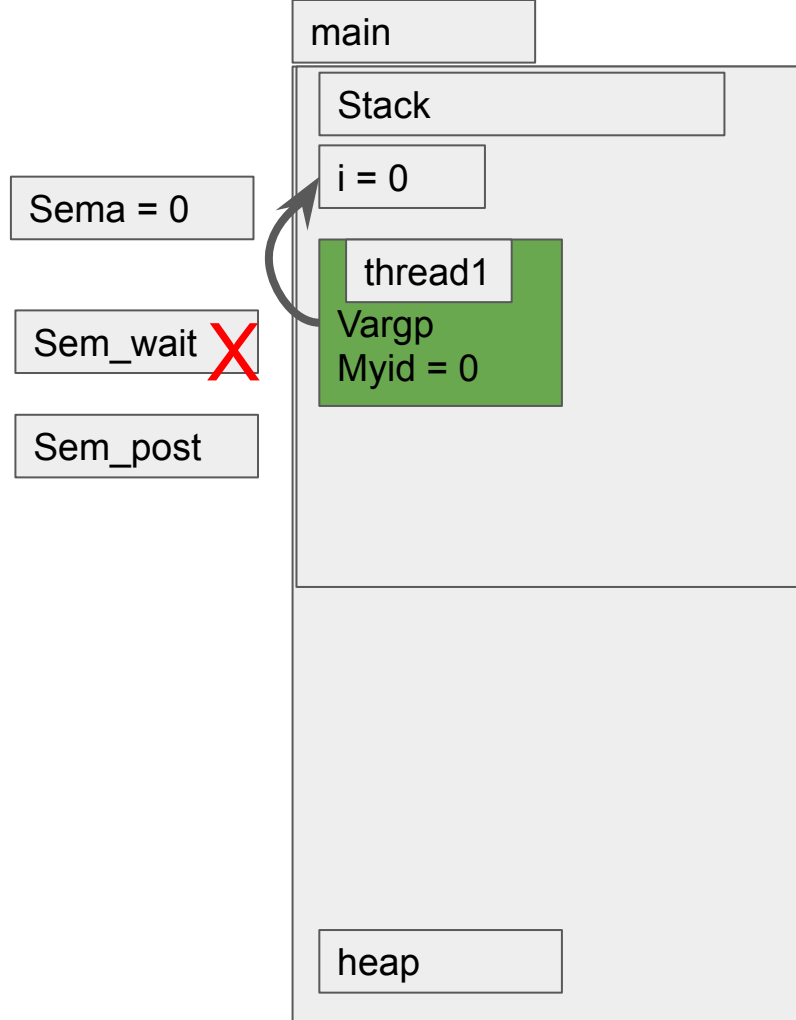 main
Stack
i = 0
Sema = 0
thread1
Vargp
Myid = 0
Sem_wait X
Sem_post
heap